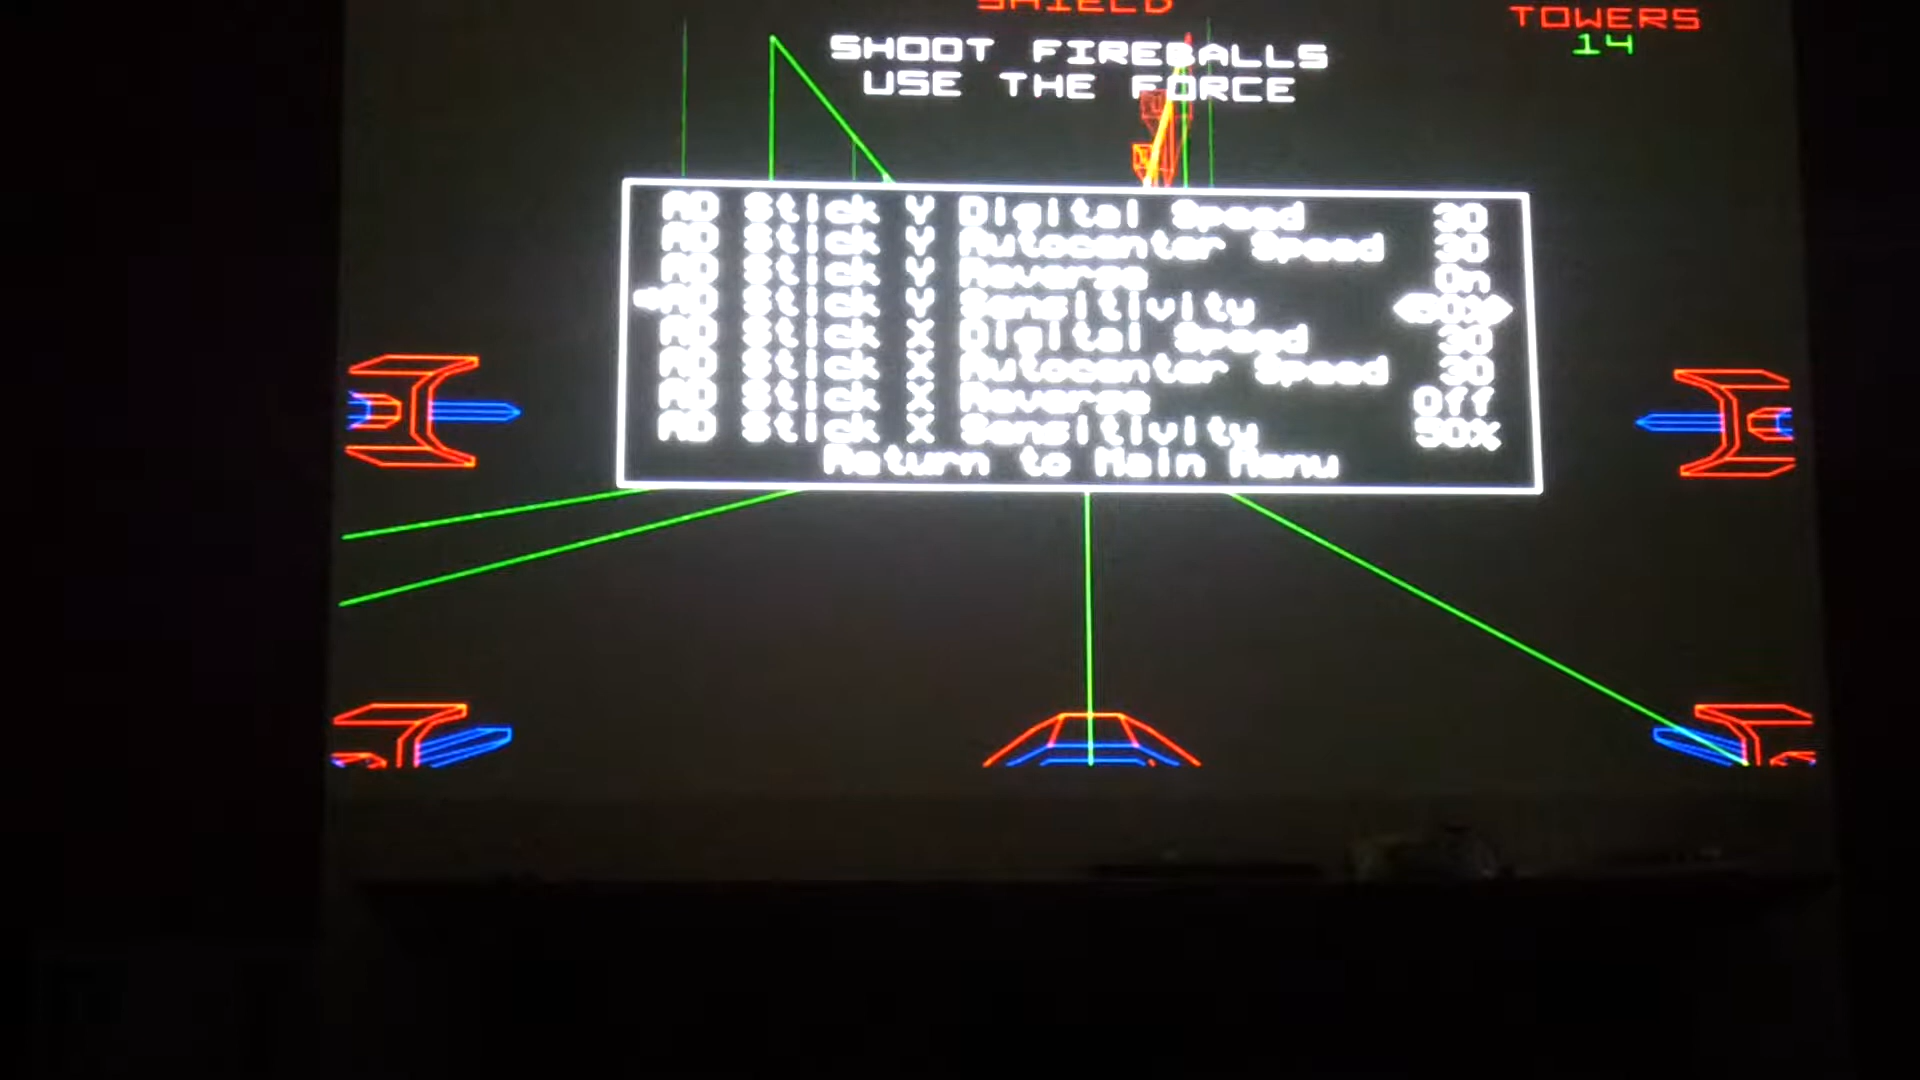 SHIELD
TOWERS
14
SHOOT FIREBALLS
USE THE FORCE
AD Stick Y Digital Speed 30
AD Stick Y Autocenter Speed 30
AD Stick Y Reverse On
AD Stick Y Sensitivity
AD Stick X Digital Speed 30
AD Stick X Autocenter Speed 30
AD Stick X Reverse Off
AD Stick X Sensitivity 50%
Return to Main Menu